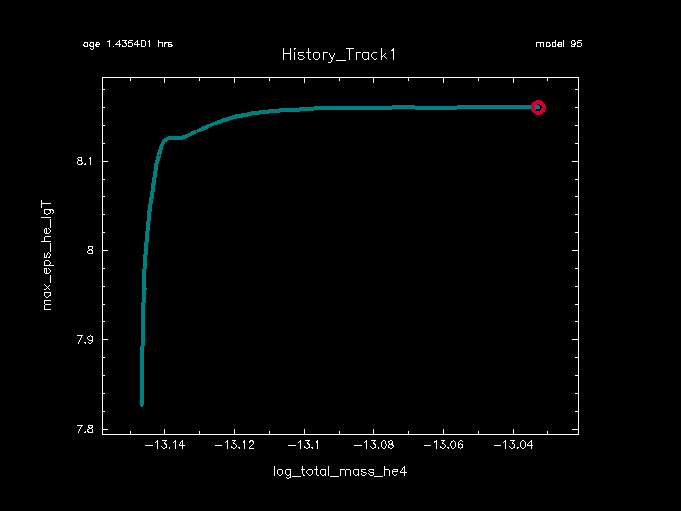 age 1.435401 hrs
model 95
History_Track1
8.1
8
7.9
7.8
max_eps_he_lgT
−13.14
−13.12
−13.1
−13.08
−13.06
−13.04
log_total_mass_he4